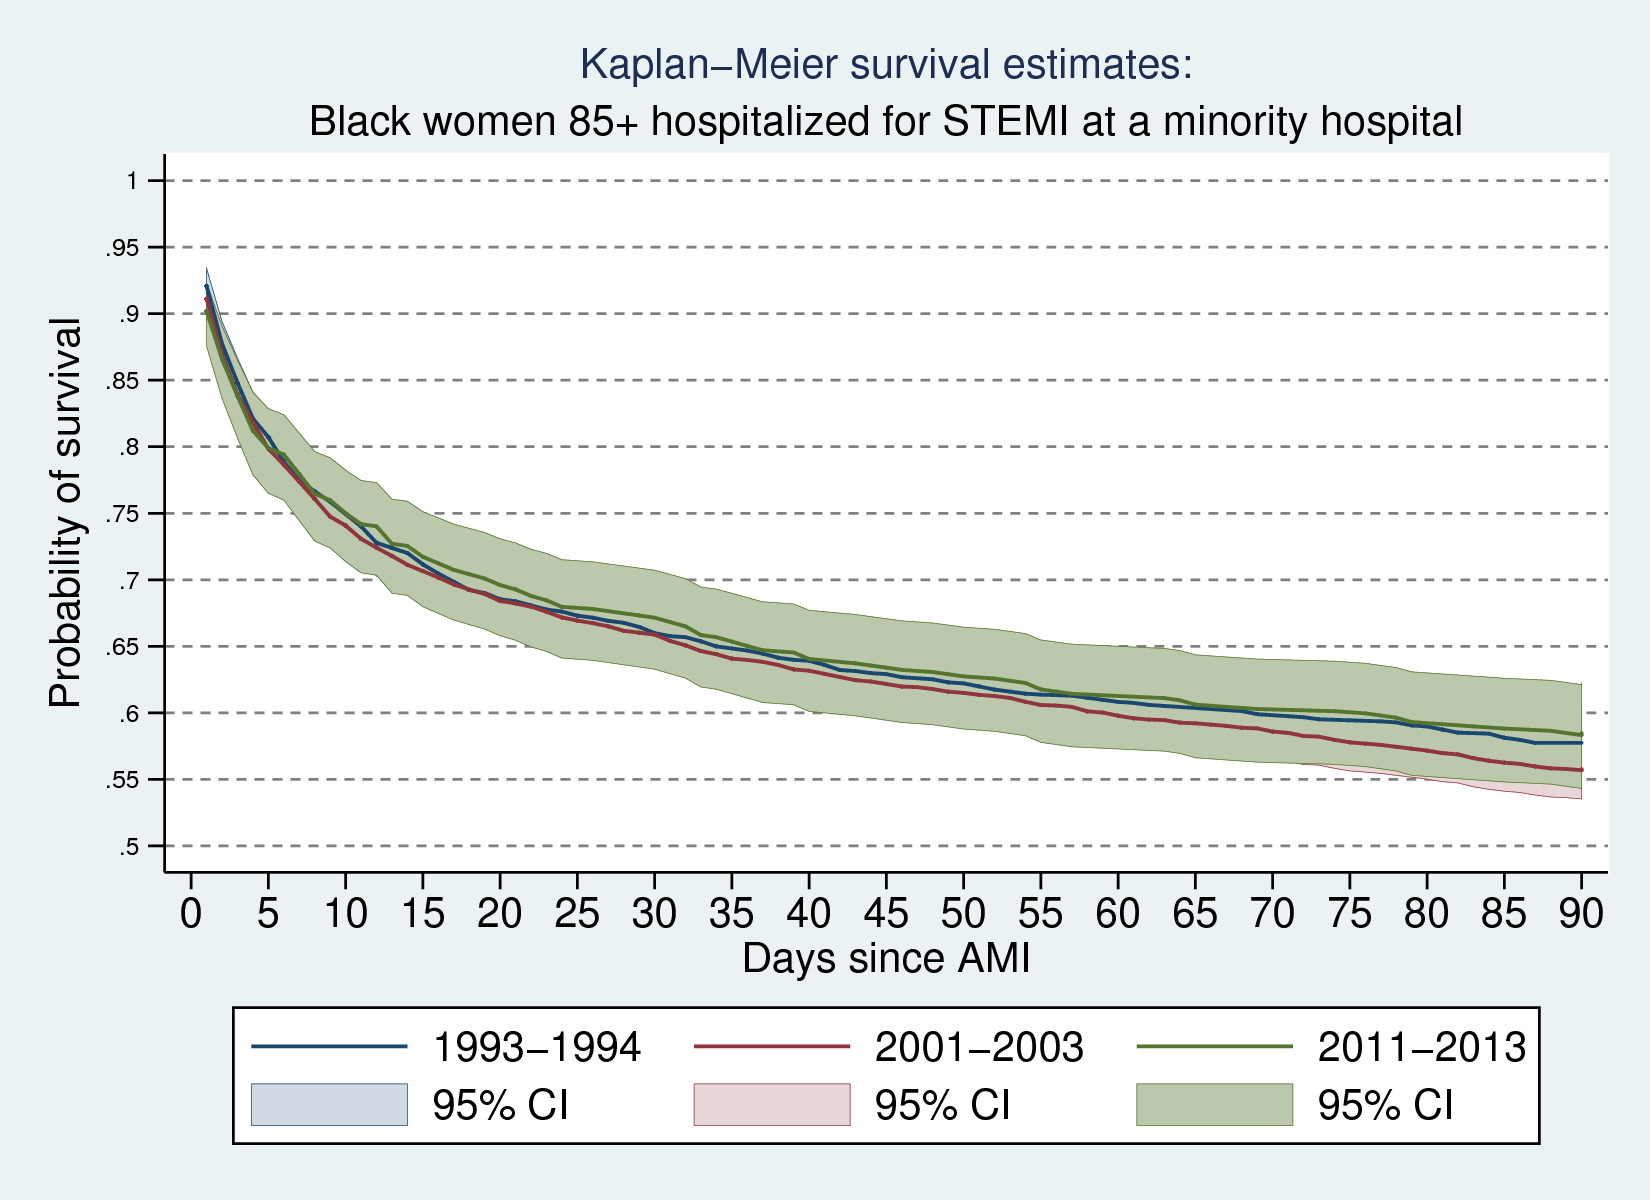 Kaplan–Meier survival estimates:
Black women 85+ hospitalized for STEMI at a minority hospital
Probability of survival
1
.95
.9
.85
.8
.75
.7
.65
.6
.55
.5
0 5 10 15 20 25 30 35 40 45 50 55 60 65 70 75 80 85 90
Days since AMI
1993–1994 2001–2003 2011–2013
95% CI 95% CI 95% CI